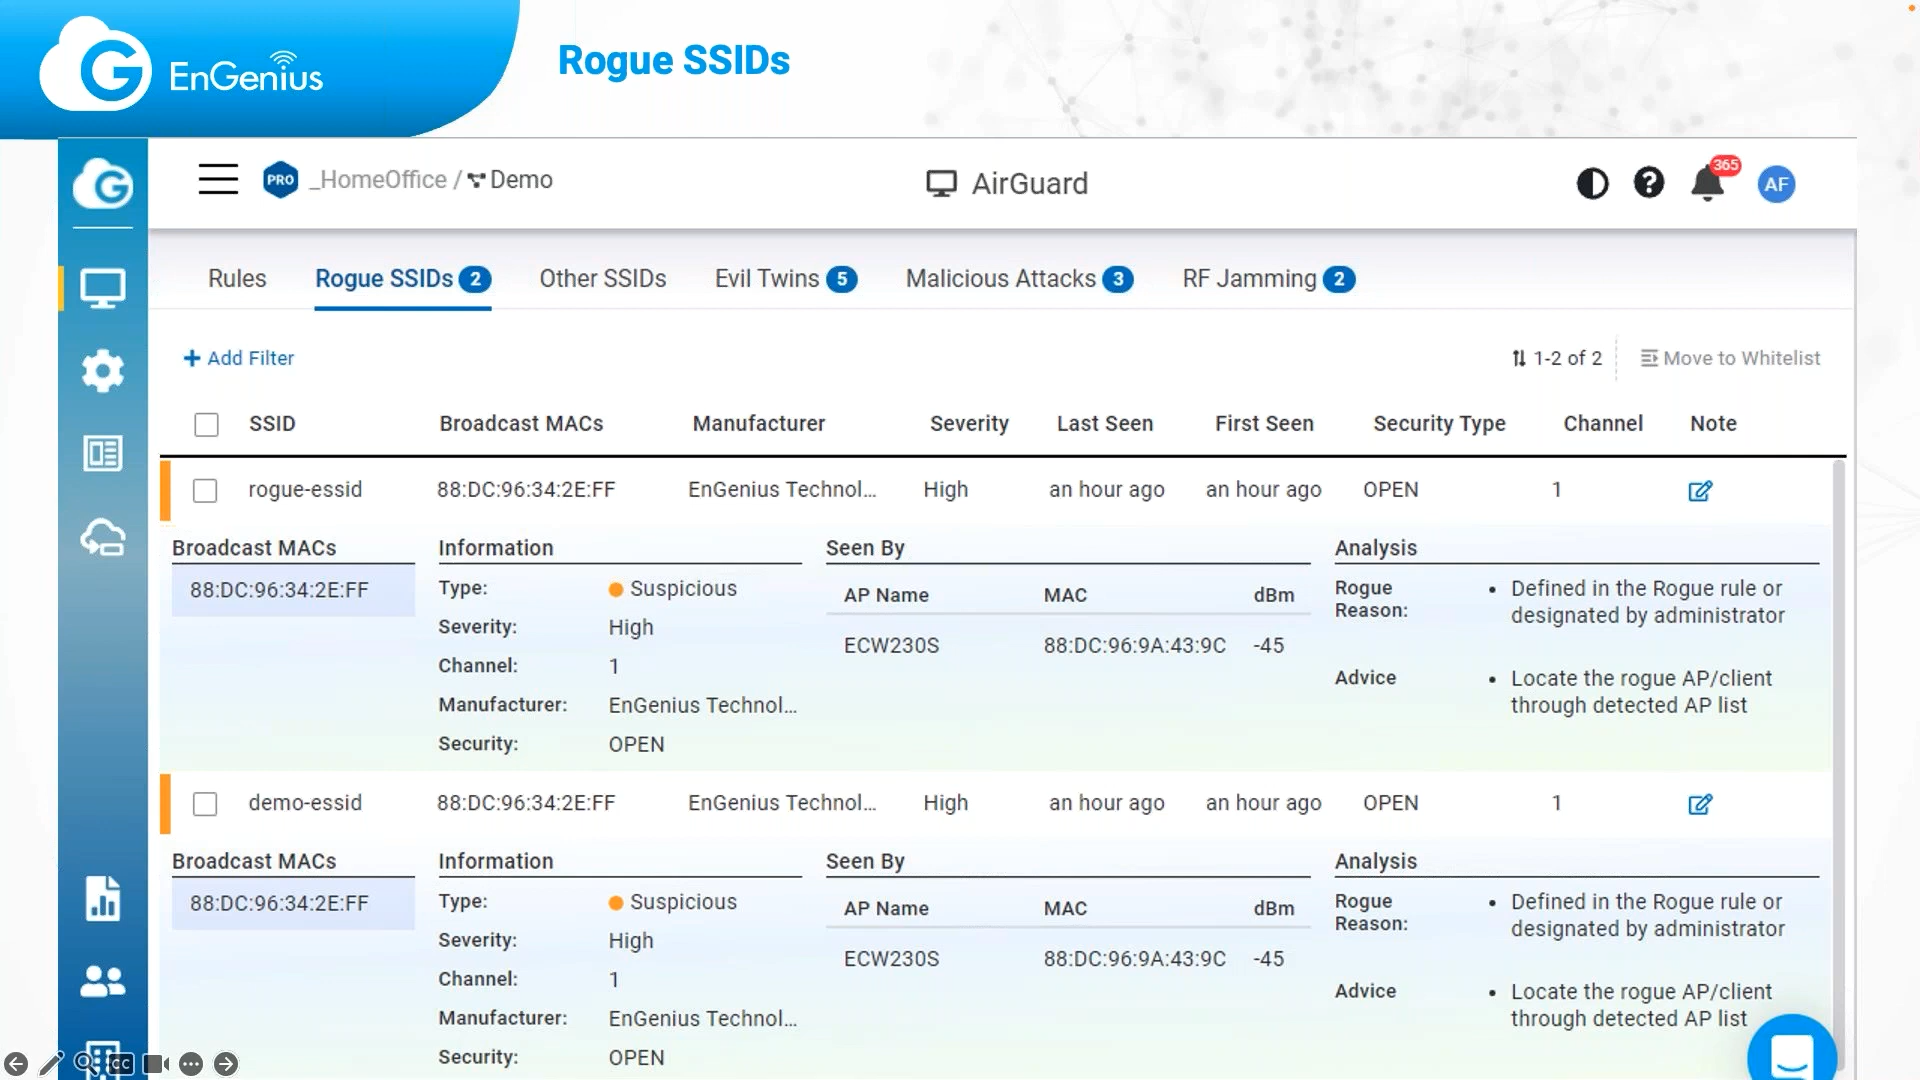 EnGenius
Rogue SSIDs
PRO _HomeOffice / Demo
AirGuard
365
AF
Rules Rogue SSIDs 2 Other SSIDs Evil Twins 5 Malicious Attacks 3 RF Jamming 2
+ Add Filter
1-2 of 2 Move to Whitelist
SSID Broadcast MACs Manufacturer Severity Last Seen First Seen Security Type Channel Note
rogue-essid 88:DC:96:34:2E:FF EnGenius Technol... High an hour ago an hour ago OPEN 1
Broadcast MACs
88:DC:96:34:2E:FF
Information
Type: Suspicious
Severity: High
Channel: 1
Manufacturer: EnGenius Technol...
Security: OPEN
Seen By
AP Name MAC dBm
ECW230S 88:DC:96:9A:43:9C -45
Analysis
Rogue Reason:
• Defined in the Rogue rule or
designated by administrator
Advice
• Locate the rogue AP/client
through detected AP list
demo-essid 88:DC:96:34:2E:FF EnGenius Technol... High an hour ago an hour ago OPEN 1
Broadcast MACs
88:DC:96:34:2E:FF
Information
Type: Suspicious
Severity: High
Channel: 1
Manufacturer: EnGenius Technol...
Security: OPEN
Seen By
AP Name MAC dBm
ECW230S 88:DC:96:9A:43:9C -45
Analysis
Rogue Reason:
• Defined in the Rogue rule or
designated by administrator
Advice
• Locate the rogue AP/client
through detected AP list
CC